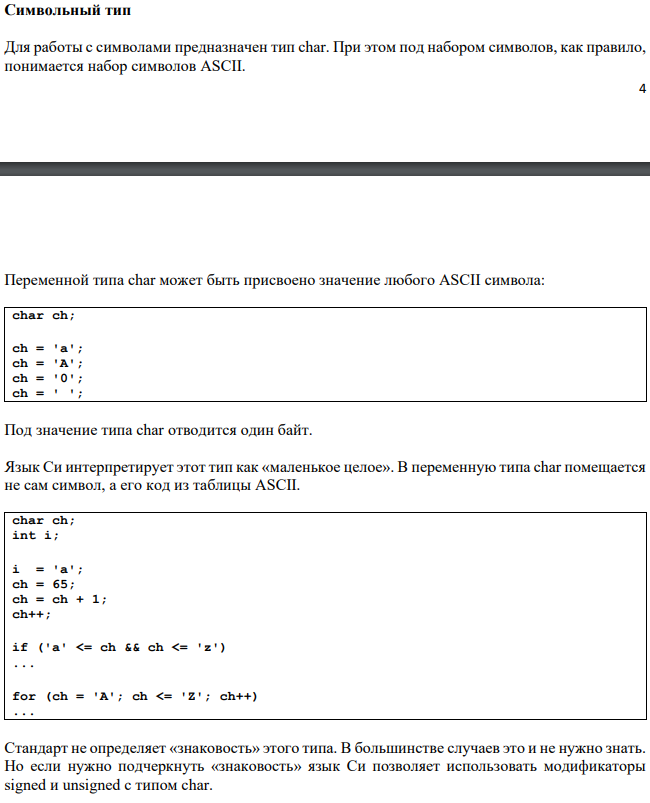 Символьный тип
Для работы с символами предназначен тип char. При этом под набором символов, как правило,
понимается набор символов ASCII.
4
Переменной типа char может быть присвоено значение любого ASCII символа:
char ch;
ch = 'a';
ch = 'A';
ch = '0';
ch = ' ';
Под значение типа char отводится один байт.
Язык Си интерпретирует этот тип как «маленькое целое». В переменную типа char помещается
не сам символ, а его код из таблицы ASCII.
char ch;
int i;
i  = 'a';
ch = 65;
ch = ch + 1;
ch++;
if ('a' <= ch && ch <= 'z')
...
for (ch = 'A'; ch <= 'Z'; ch++)
...
Стандарт не определяет «знаковость» этого типа. В большинстве случаев это и не нужно знать.
Но если нужно подчеркнуть «знаковость» язык Си позволяет использовать модификаторы
signed и unsigned с типом char.